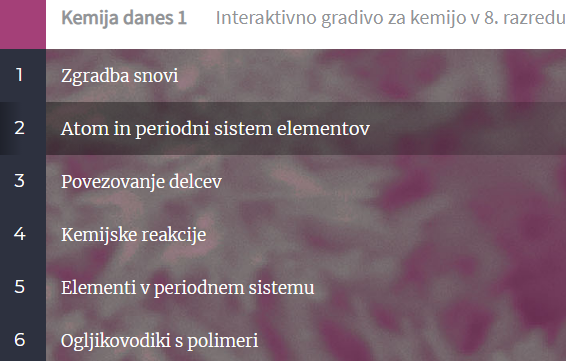 Kemija danes 1 Interaktivno gradivo za kemijo v 8. razredu
1 Zgradba snovi
2 Atom in periodni sistem elementov
3 Povezovanje delcev
4 Kemijske reakcije
5 Elementi v periodnem sistemu
6 Ogljikovodiki s polimeri